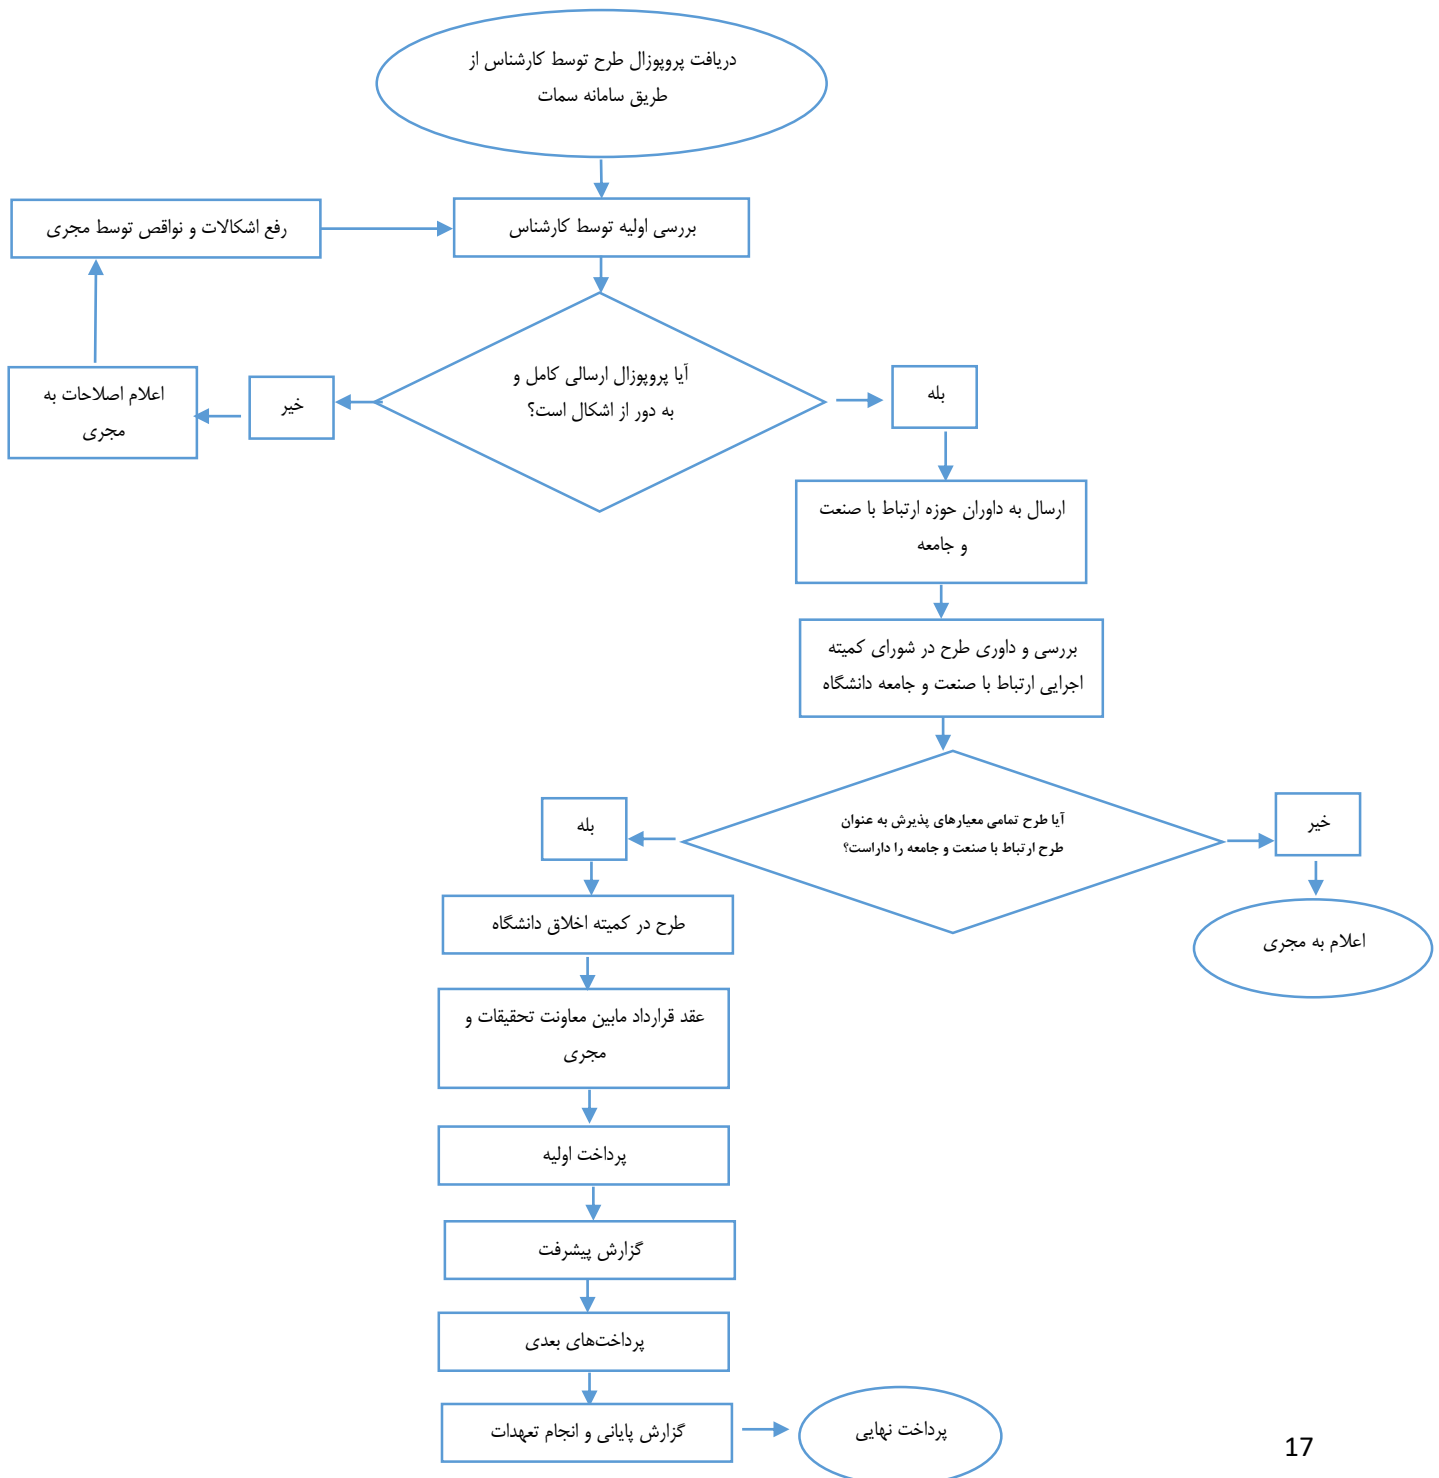 دریافت پروپوزال طرح توسط کارشناس از
طریق سامانه سمات
بررسی اولیه توسط کارشناس
رفع اشکالات و نواقص توسط مجری
آیا پروپوزال ارسالی کامل و
به دور از اشکال است؟
خیر
اعلام اصلاحات به
مجری
بله
ارسال به داوران حوزه ارتباط با صنعت
و جامعه
بررسی و داوری طرح در شورای کمیته
اجرایی ارتباط با صنعت و جامعه دانشگاه
آیا طرح تمامی معیارهای پذیرش به عنوان
طرح ارتباط با صنعت و جامعه را داراست؟
خیر
اعلام به مجری
بله
طرح در کمیته اخلاق دانشگاه
عقد قرارداد مابین معاونت تحقیقات و
مجری
پرداخت اولیه
گزارش پیشرفت
پرداخت‌های بعدی
گزارش پایانی و انجام تعهدات
پرداخت نهایی
17